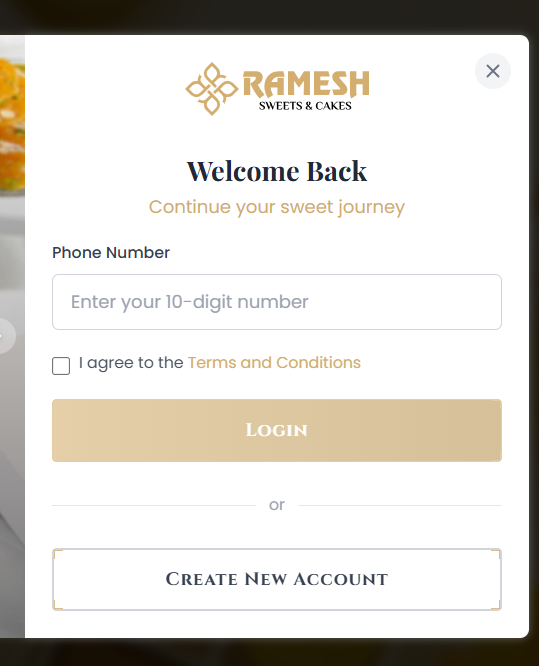 RAMESH
SWEETS & CAKES
Welcome Back
Continue your sweet journey
Phone Number
Enter your 10-digit number
I agree to the Terms and Conditions
Login
or
Create New Account